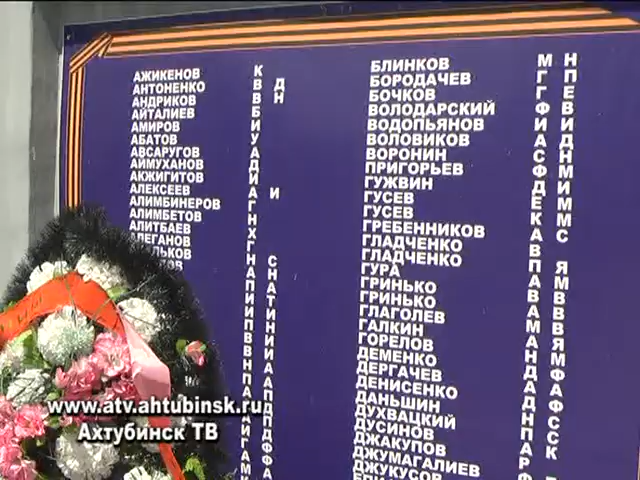 АЖИКЕНОВ К
АНТОНЕНКО В Д
АНДРИКОВ В Н
АЙТАЛИЕВ Б
АМИРОВ И
АБАТОВ У
АВСАРУГОВ А
АЙМУХАНОВ Д
АКЖИГИТОВ И
АЛЕКСЕЕВ А И
АЛИМБИНЕРОВ Г
АЛИМБЕТОВ Н
АЛИТБАЕВ Х
БЛИНКОВ М Н
БОРОДАЧЕВ Г П
БОЧКОВ Г Е
ВОЛОДАРСКИЙ Ф В
ВОДОПЬЯНОВ И И
ВОЛОВИКОВ А Д
ВОРОНИН С Н
ПРИГОРЬЕВ Ф М
ГУЖВИН Д И
ГУСЕВ Е М
ГУСЕВ К М
ГРЕБЕННИКОВ А С
ГЛАДЧЕНКО В
ГЛАДЧЕНКО П Я
ГУРА А М
ГРИНЬКО В В
ГРИНЬКО А В
ГЛАГОЛЕВ М В
ГАЛКИН А Я
ГОРЕЛОВ Н М
ДЕМЕНКО Д Ф
ДЕРГАЧЕВ А А
ДЕНИСЕНКО Д Ф
ДАНЬШИН Н С
ДУХВАЦКИЙ П С
ДУСИНОВ А К
ДЖАКУПОВ Р
ДЖУМАГАЛИЕВ Ф
ДЖУКУСОВ
www.atv.ahtubinsk.ru
Ахтубинск ТВ